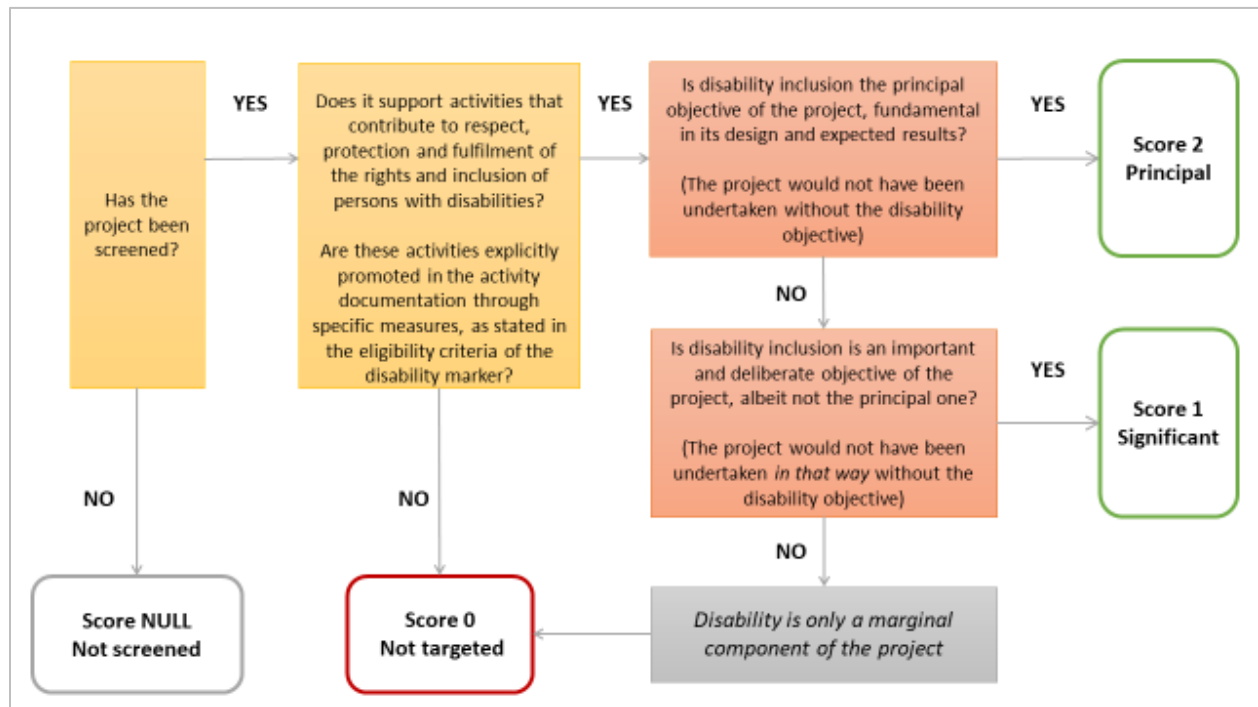 Has the
project been
screened?
YES
Does it support activities that
contribute to respect,
protection and fulfilment of
the rights and inclusion of
persons with disabilities?
Are these activities explicitly
promoted in the activity
documentation through
specific measures, as stated in
the eligibility criteria of the
disability marker?
YES
Is disability inclusion the principal
objective of the project, fundamental
in its design and expected results?
(The project would not have been
undertaken without the disability
objective)
YES
Score 2
Principal
NO
Is disability inclusion is an important
and deliberate objective of the
project, albeit not the principal one?
(The project would not have been
undertaken in that way without the
disability objective)
YES
Score 1
Significant
NO
NO
NO
Score NULL
Not screened
Score 0
Not targeted
Disability is only a marginal
component of the project